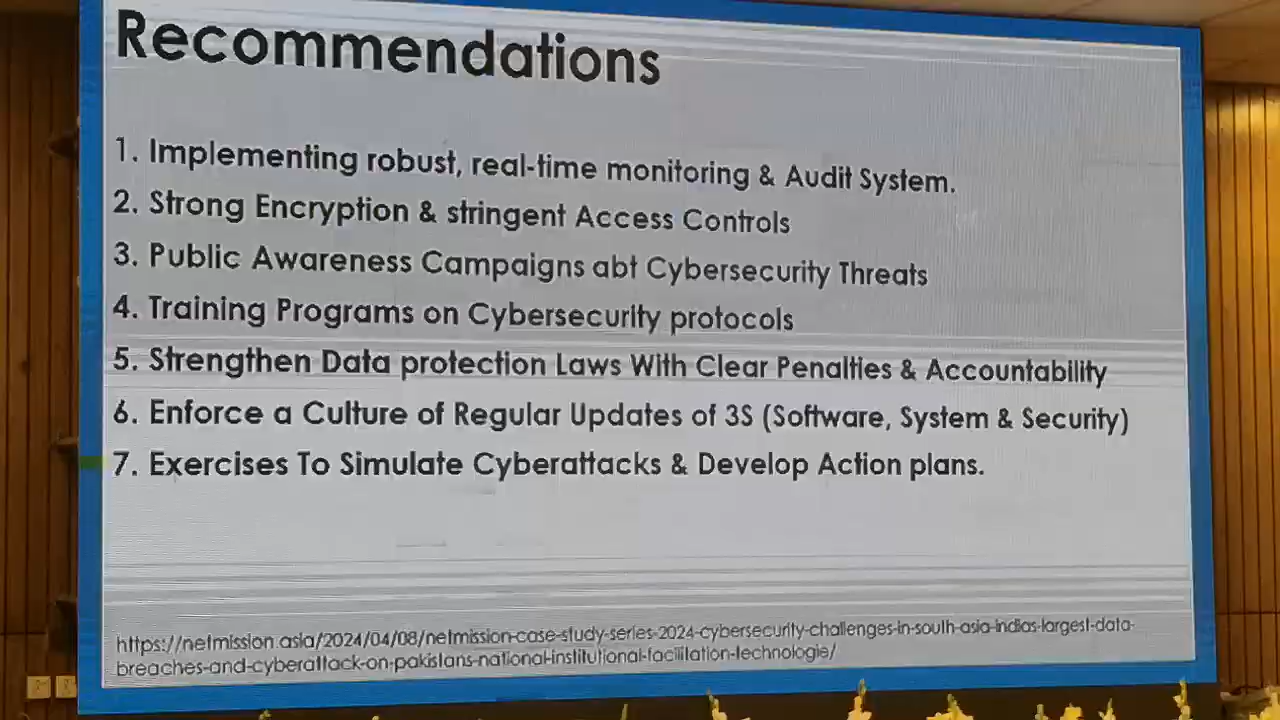 Recommendations
1. Implementing robust, real-time monitoring & Audit System.
2. Strong Encryption & stringent Access Controls
3. Public Awareness Campaigns abt Cybersecurity Threats
4. Training Programs on Cybersecurity protocols
5. Strengthen Data protection Laws With Clear Penalties & Accountability
6. Enforce a Culture of Regular Updates of 3S (Software, System & Security)
7. Exercises To Simulate Cyberattacks & Develop Action plans.
https://netmission.asia/2024/04/08/netmission-case-study-series-2024-cybersecurity-challenges-in-south-asia-indias-largest-data-
breaches-and-cyberattack-on-pakistans-national-institutional-facilitation-technologie/